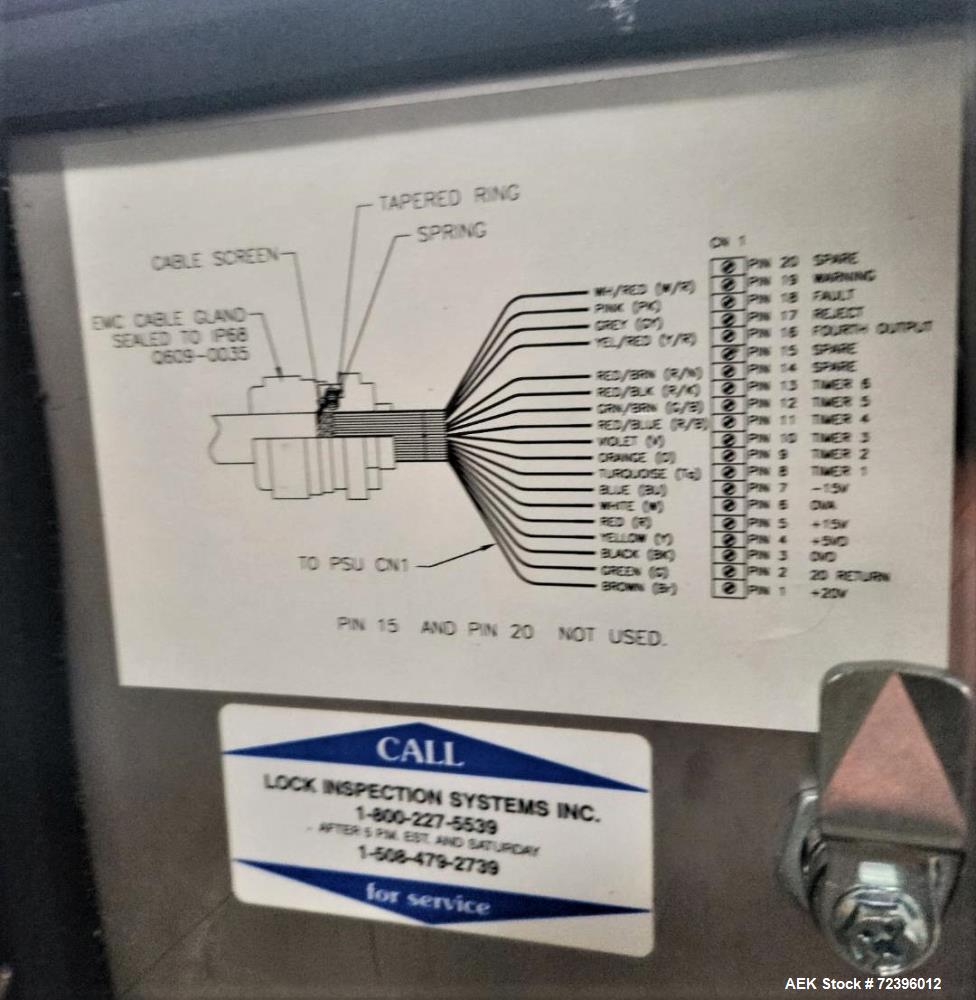 TAPERED RING
SPRING
CABLE SCREEN
EMC CABLE GLAND
SEALED TO IP68
Q609-0035
CN 1
WH/RED (W/R)
PINK (PK)
GREY (GY)
YEL/RED (Y/R)
RED/BRN (R/N)
RED/BLK (R/K)
GRN/BRN (G/B)
RED/BLUE (R/B)
VIOLET (V)
ORANGE (O)
TURQUOISE (Tq)
BLUE (BU)
WHITE (W)
RED (R)
YELLOW (Y)
BLACK (BK)
GREEN (G)
BROWN (Br)
PIN 20 SPARE
PIN 19 WARNING
PIN 18 FAULT
PIN 17 REJECT
PIN 16 FOURTH OUTPUT
PIN 15 SPARE
PIN 14 SPARE
PIN 13 TIMER 6
PIN 12 TIMER 5
PIN 11 TIMER 4
PIN 10 TIMER 3
PIN 9 TIMER 2
PIN 8 TIMER 1
PIN 7 -15V
PIN 6 0VA
PIN 5 +15V
PIN 4 +5VD
PIN 3 0VD
PIN 2 20 RETURN
PIN 1 +20V
TO PSU CN1
PIN 15 AND PIN 20 NOT USED.
CALL
LOCK INSPECTION SYSTEMS INC.
1-800-227-5539
AFTER 5 P.M. EST. AND SATURDAY
1-508-479-2739
for service
AEK Stock # 72396012